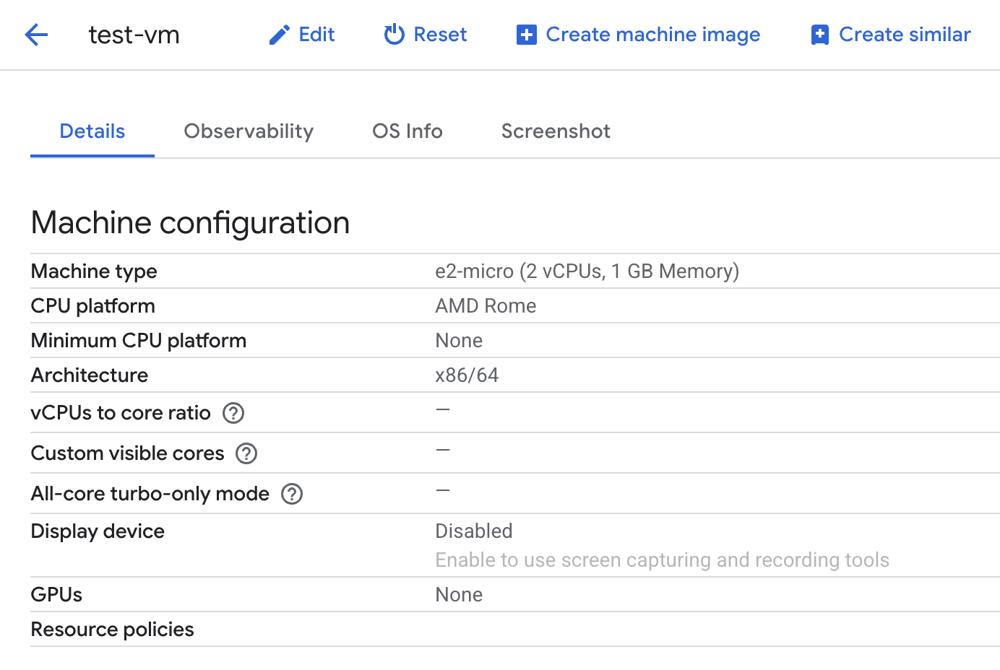 test-vm Edit Reset Create machine image Create similar
Details Observability OS Info Screenshot
Machine configuration
Machine type e2-micro (2 vCPUs, 1 GB Memory)
CPU platform AMD Rome
Minimum CPU platform None
Architecture x86/64
vCPUs to core ratio —
Custom visible cores —
All-core turbo-only mode —
Display device Disabled
Enable to use screen capturing and recording tools
GPUs None
Resource policies